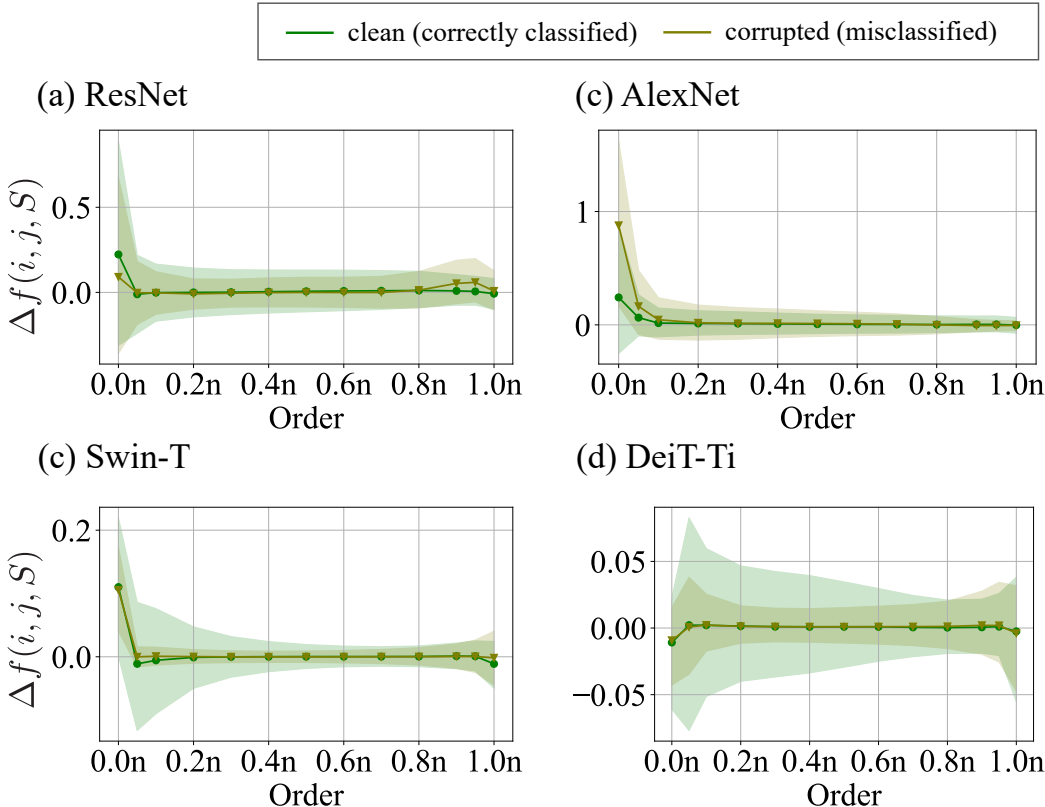 clean (correctly classified) corrupted (misclassified)
(a) ResNet
Δf(i, j, S)
0.5
0.0
0.0n 0.2n 0.4n 0.6n 0.8n 1.0n
Order
(c) AlexNet
1
0
0.0n 0.2n 0.4n 0.6n 0.8n 1.0n
Order
(c) Swin-T
Δf(i, j, S)
0.2
0.0
0.0n 0.2n 0.4n 0.6n 0.8n 1.0n
Order
(d) DeiT-Ti
0.05
0.00
−0.05
0.0n 0.2n 0.4n 0.6n 0.8n 1.0n
Order